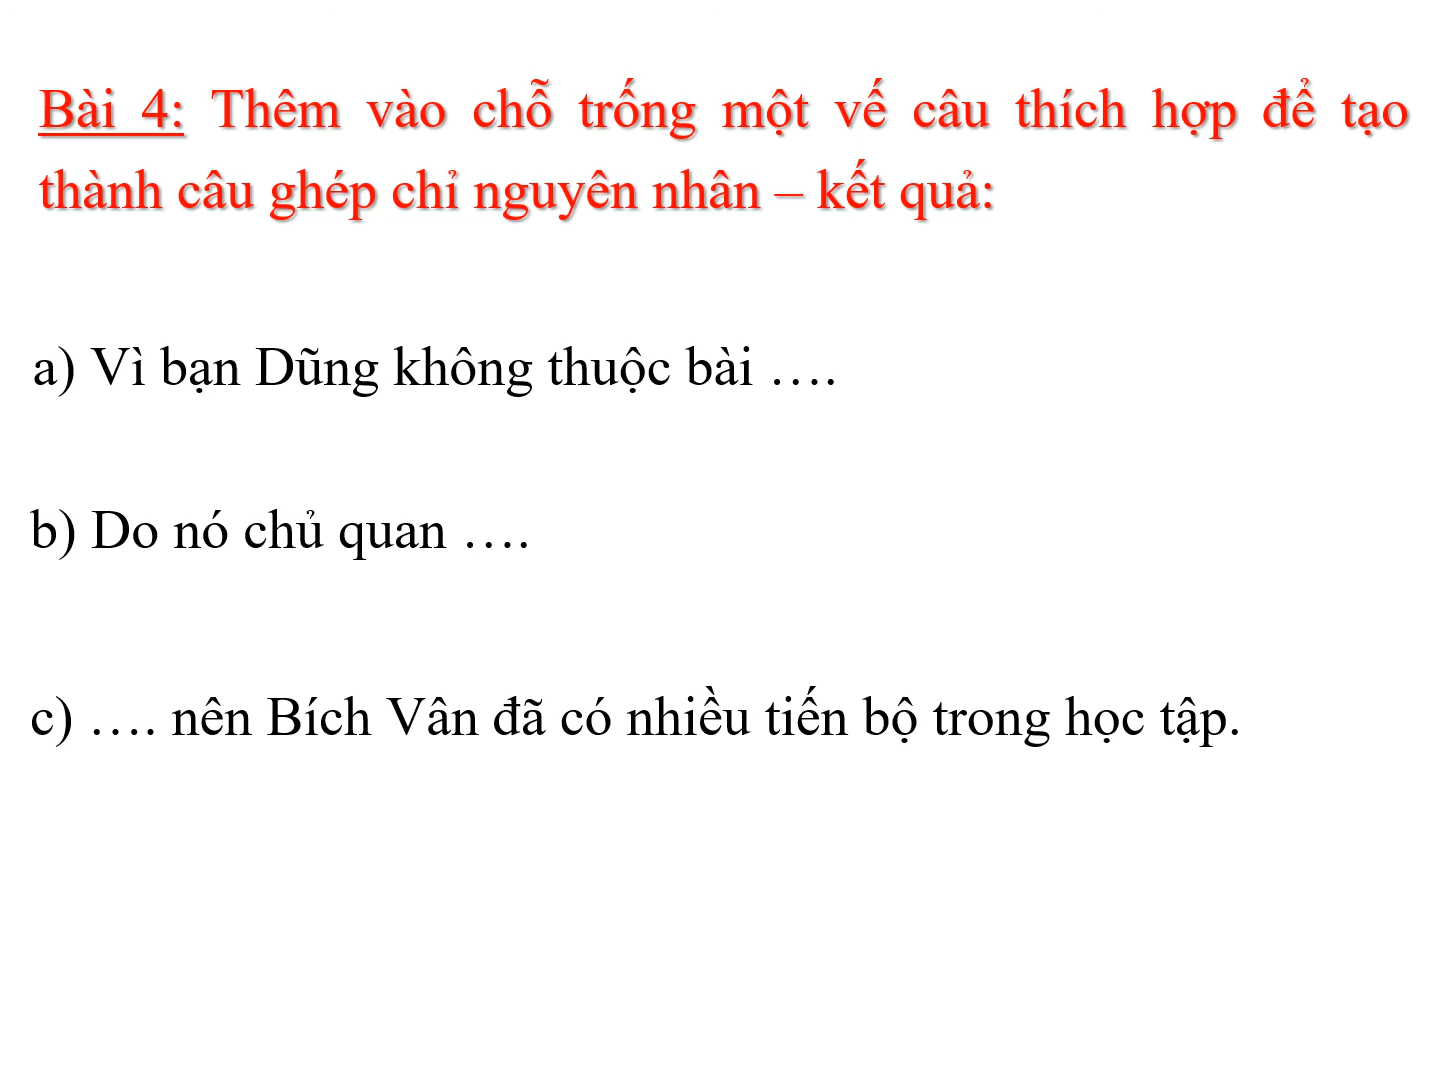 Bài 4: Thêm vào chỗ trống một vế câu thích hợp để tạo
thành câu ghép chỉ nguyên nhân – kết quả:
a) Vì bạn Dũng không thuộc bài ….
b) Do nó chủ quan ….
c) …. nên Bích Vân đã có nhiều tiến bộ trong học tập.